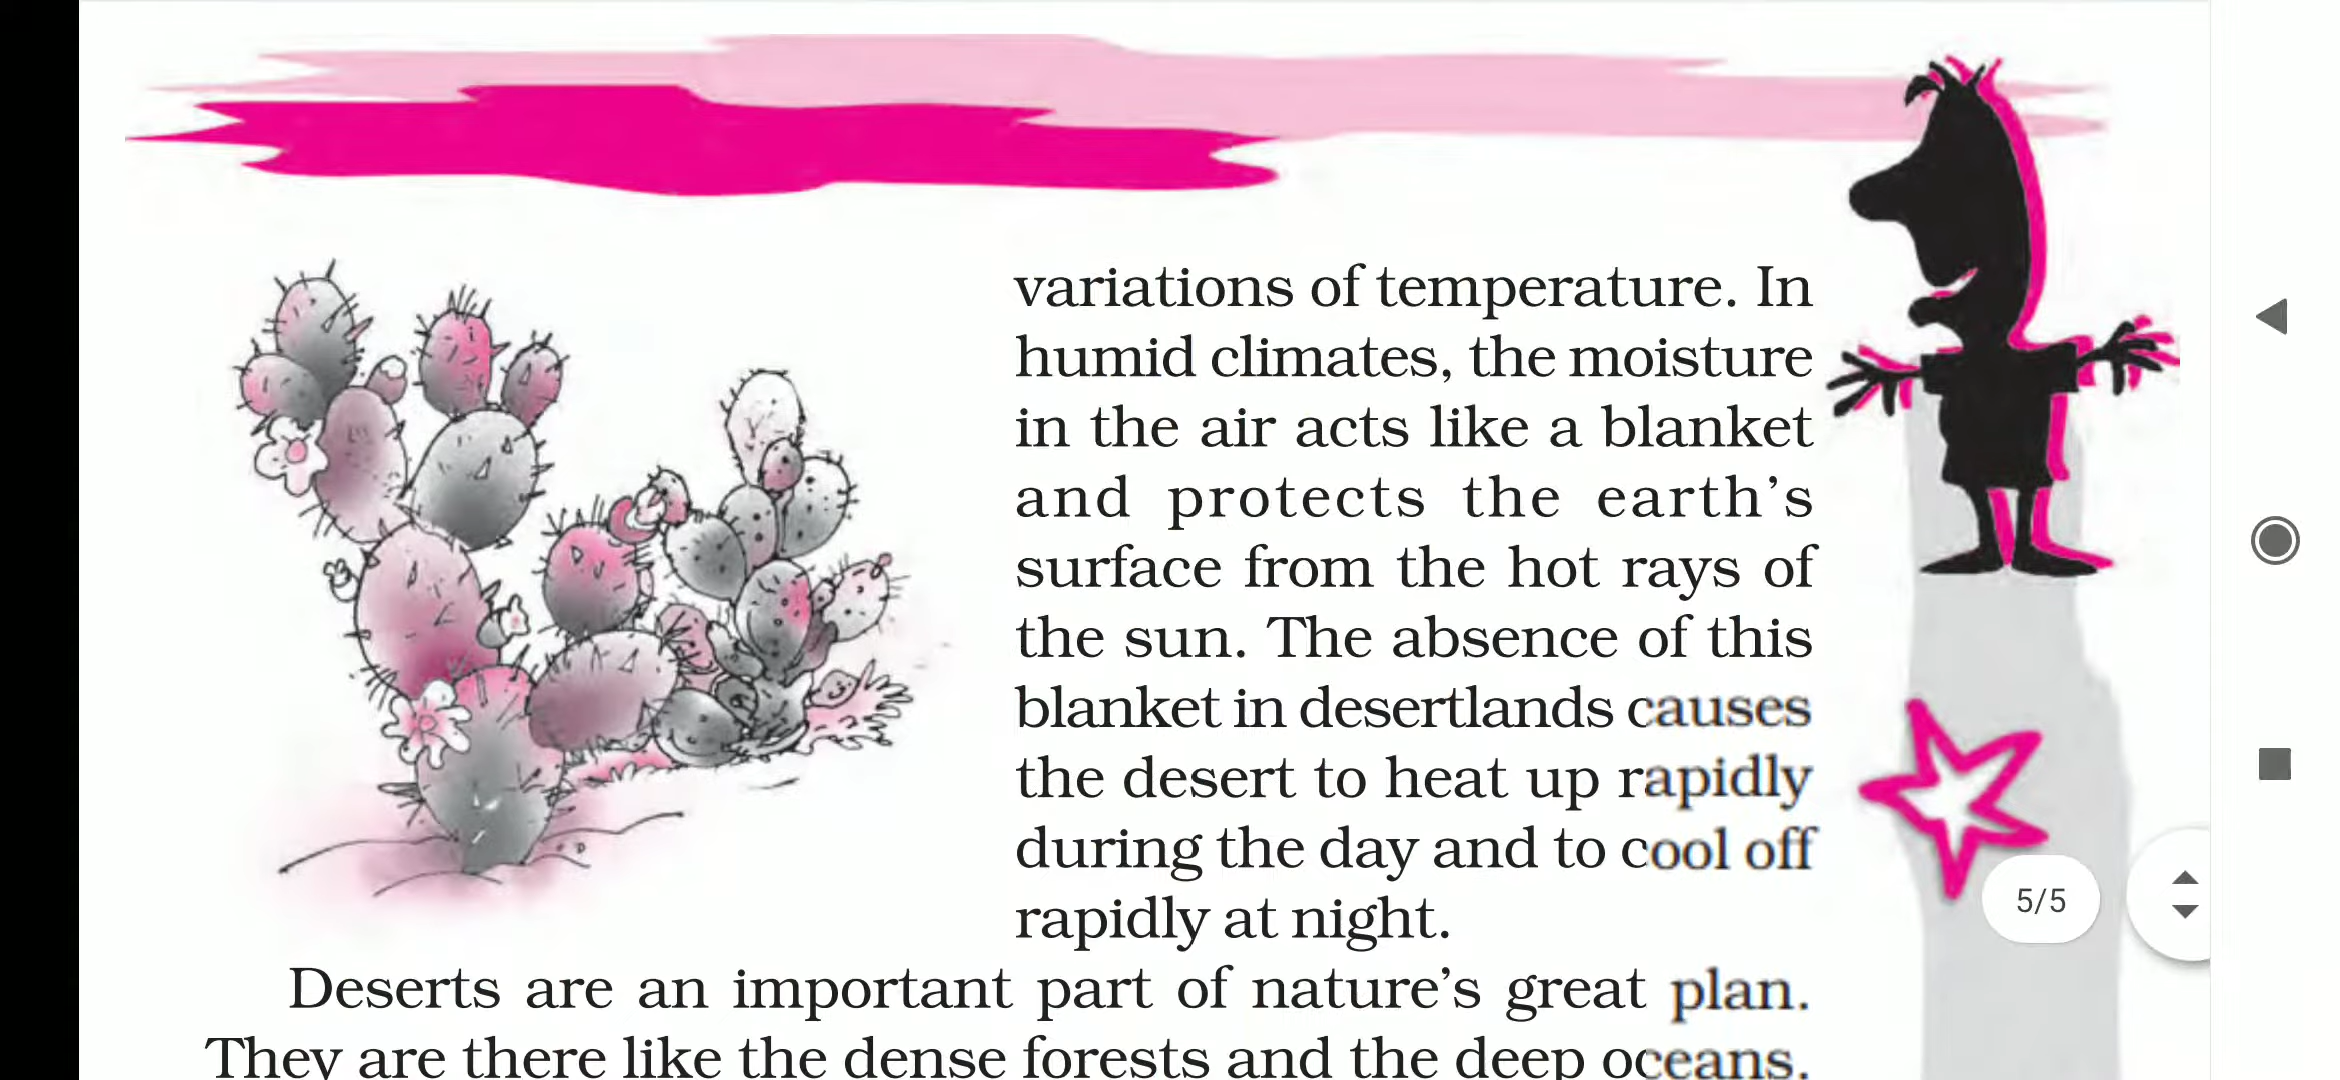 variations of temperature. In
humid climates, the moisture
in the air acts like a blanket
and protects the earth’s
surface from the hot rays of
the sun. The absence of this
blanket in desertlands causes
the desert to heat up rapidly
during the day and to cool off
rapidly at night.
Deserts are an important part of nature’s great plan.
They are there like the dense forests and the deep oceans.
5/5